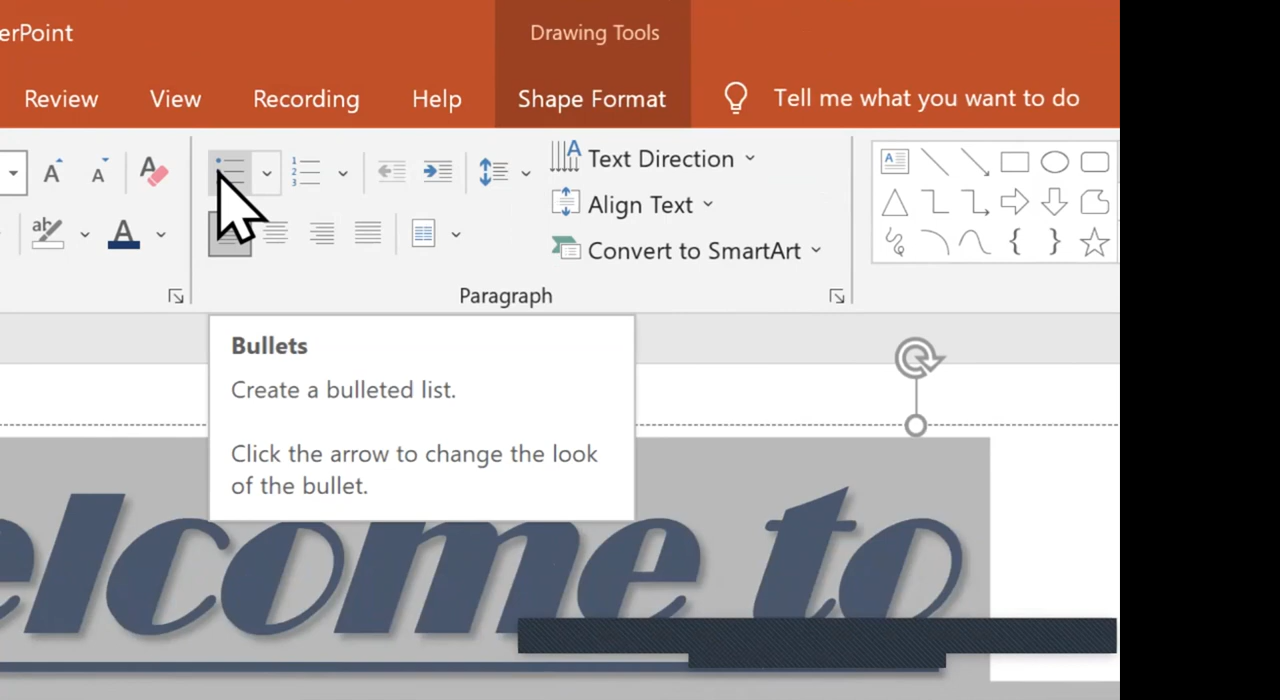 erPoint
Drawing Tools
Review View Recording Help Shape Format Tell me what you want to do
Text Direction
Align Text
Convert to SmartArt
Paragraph
Bullets
Create a bulleted list.
Click the arrow to change the look
of the bullet.
elcome to